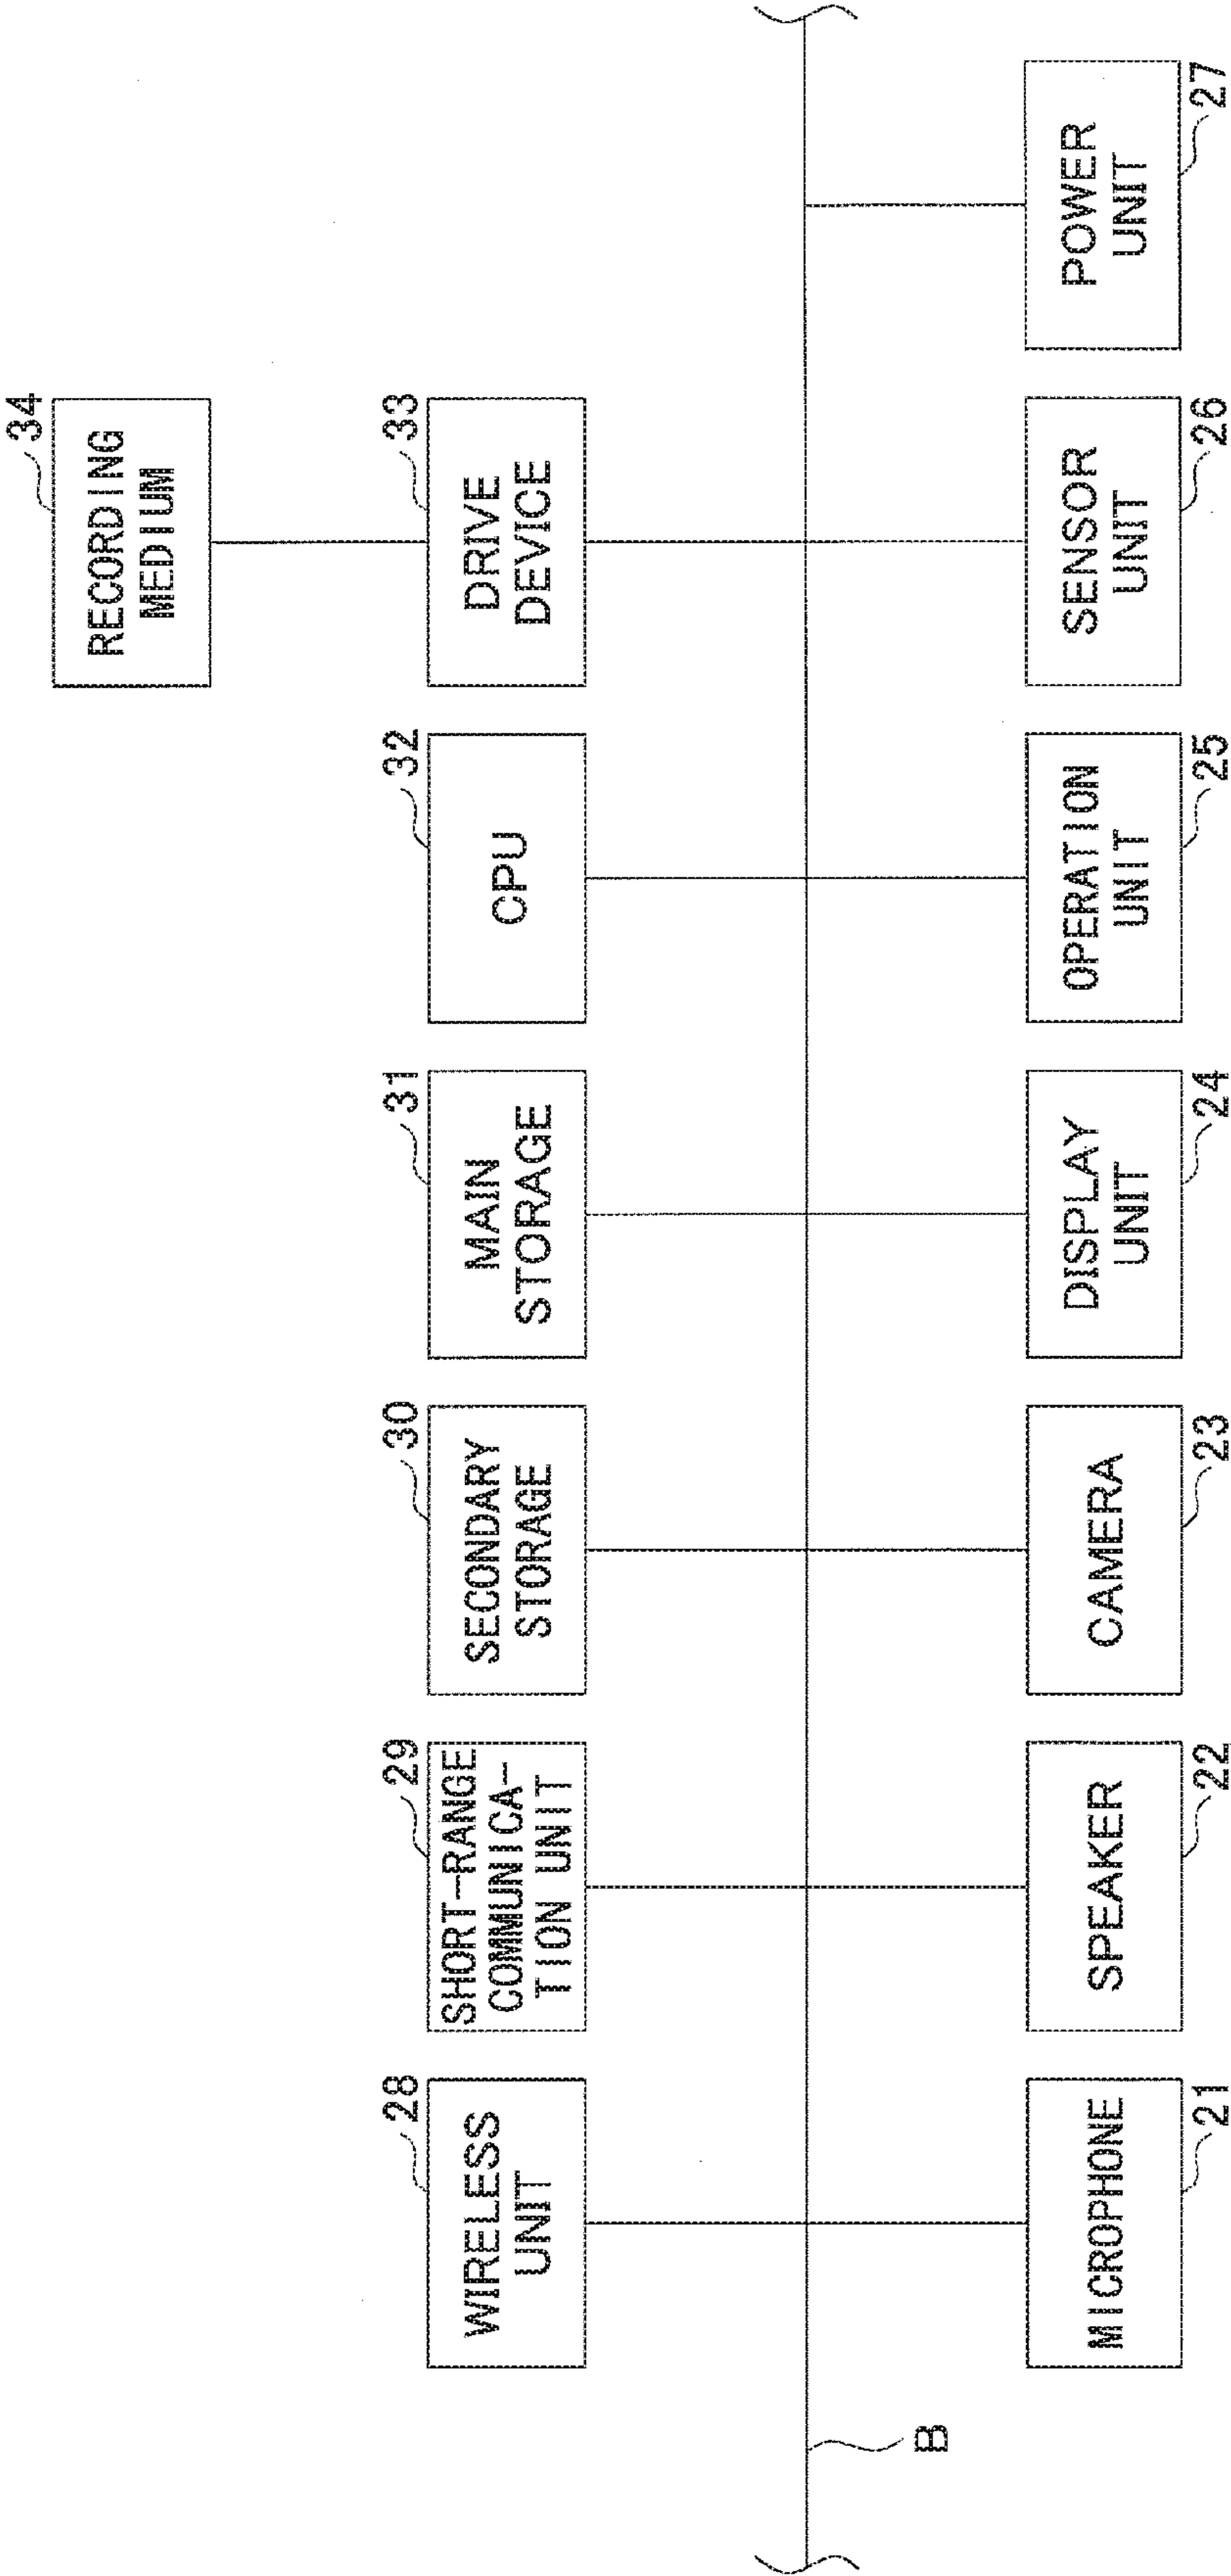 34
RECORDING
MEDIUM
28
WIRELESS
UNIT
29
SHORT-RANGE
COMMUNICA-
TION UNIT
30
SECONDARY
STORAGE
31
MAIN
STORAGE
32
CPU
33
DRIVE
DEVICE
B
MICROPHONE
21
SPEAKER
22
CAMERA
23
DISPLAY
UNIT
24
OPERATION
UNIT
25
SENSOR
UNIT
26
POWER
UNIT
27